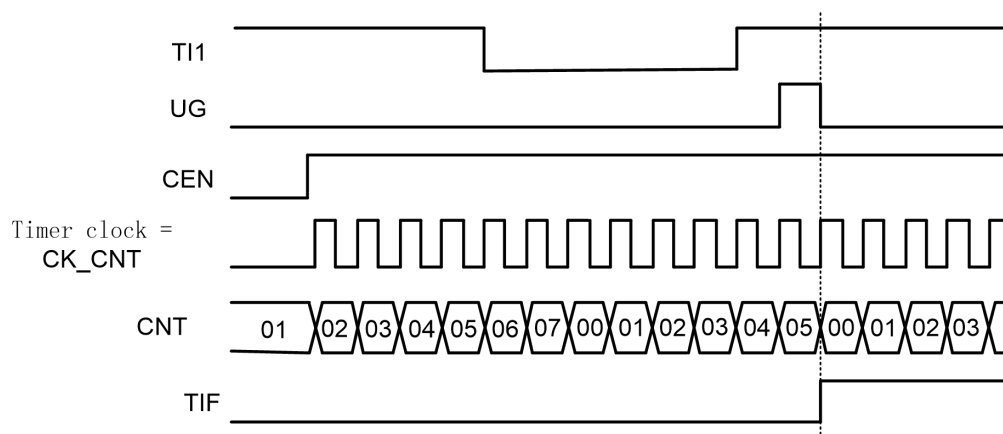 TI1
UG
CEN
Timer clock =
CK_CNT
CNT 01 02 03 04 05 06 07 00 01 02 03 04 05 00 01 02 03
TIF